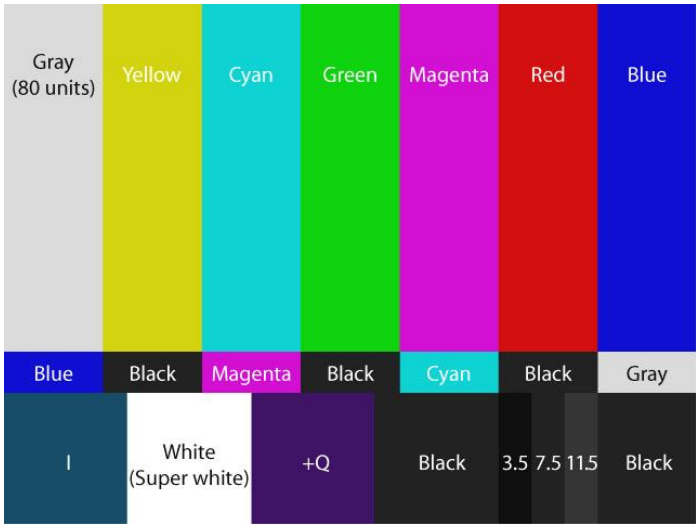 Gray
(80 units)
Yellow
Cyan
Green
Magenta
Red
Blue
Blue
Black
Magenta
Black
Cyan
Black
Gray
I
White
(Super white)
+Q
Black
3.5
7.5
11.5
Black